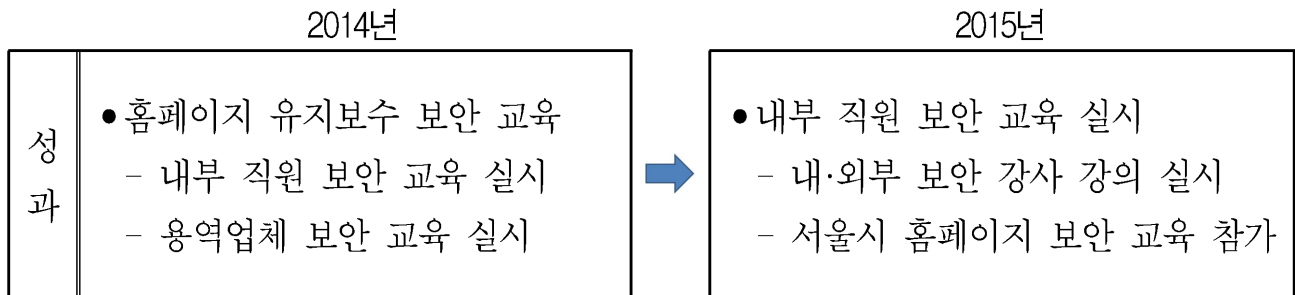 2014년
2015년
성과
•홈페이지 유지보수 보안 교육
- 내부 직원 보안 교육 실시
- 용역업체 보안 교육 실시
•내부 직원 보안 교육 실시
- 내·외부 보안 강사 강의 실시
- 서울시 홈페이지 보안 교육 참가